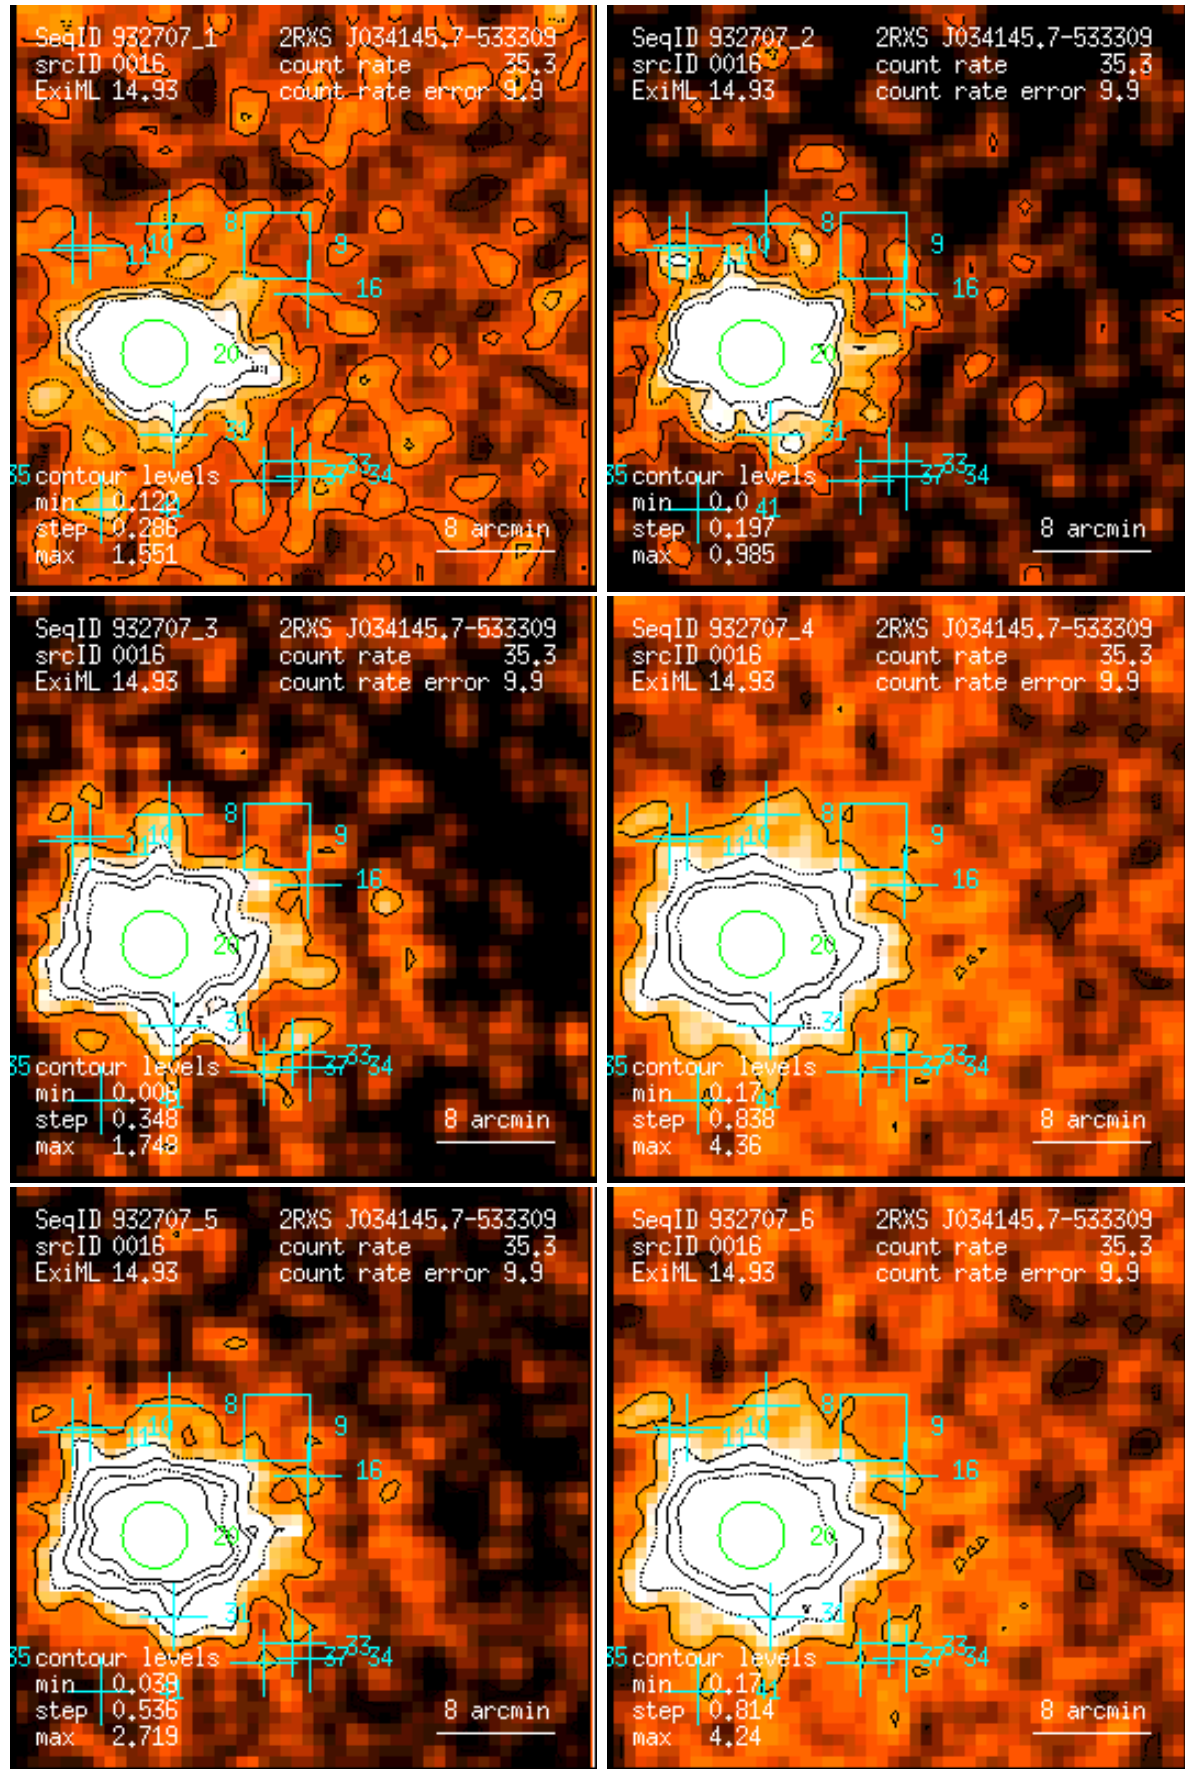 SeqID 932707_1 2RXS J034145.7-533309
srcID 0016 count rate 35.3
ExiML 14.93 count rate error 9.9
8
9
11 10
16
20
31
35 contour levels 37 33 34
min 0.122 41
step 0.286 8 arcmin
max 1.551
SeqID 932707_2 2RXS J034145.7-533309
srcID 0016 count rate 35.3
ExiML 14.93 count rate error 9.9
8
9
11 10
16
20
31
35 contour levels 37 33 34
min 0.0 41
step 0.197 8 arcmin
max 0.985
SeqID 932707_3 2RXS J034145.7-533309
srcID 0016 count rate 35.3
ExiML 14.93 count rate error 9.9
8
9
11 10
16
20
31
35 contour levels 37 33 34
min 0.006 41
step 0.348 8 arcmin
max 1.748
SeqID 932707_4 2RXS J034145.7-533309
srcID 0016 count rate 35.3
ExiML 14.93 count rate error 9.9
8
9
11 10
16
20
31
35 contour levels 37 33 34
min 0.17 41
step 0.838 8 arcmin
max 4.36
SeqID 932707_5 2RXS J034145.7-533309
srcID 0016 count rate 35.3
ExiML 14.93 count rate error 9.9
8
9
11 10
16
20
31
35 contour levels 37 33 34
min 0.039 41
step 0.536 8 arcmin
max 2.719
SeqID 932707_6 2RXS J034145.7-533309
srcID 0016 count rate 35.3
ExiML 14.93 count rate error 9.9
8
9
11 10
16
20
31
35 contour levels 37 33 34
min 0.17 41
step 0.814 8 arcmin
max 4.24